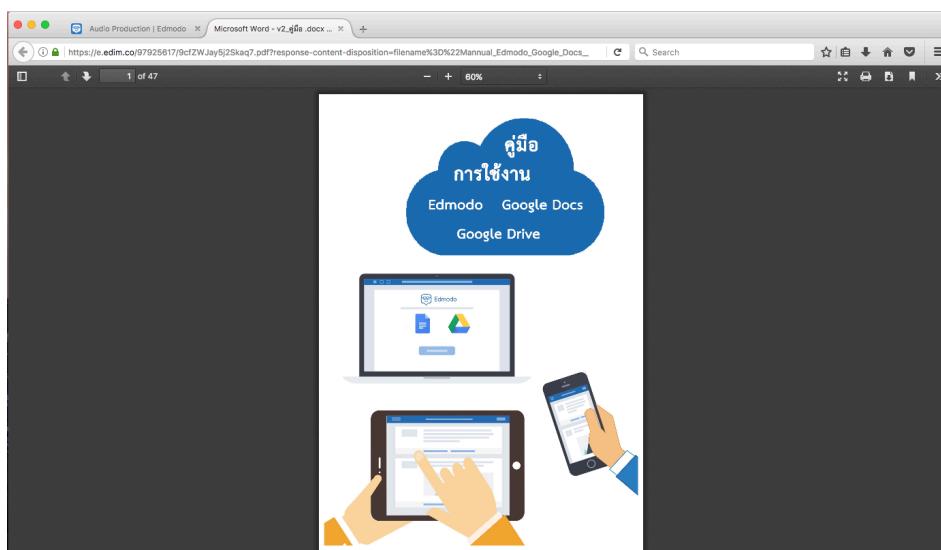 Audio Production | Edmodo
Microsoft Word - v2_คู่มือ .docx ...
https://e.edim.co/97925617/9cfZWJay5j2Skaq7.pdf?response-content-disposition=filename%3D%22Mannual_Edmodo_Google_Docs_
Search
1 of 47
60%
คู่มือ
การใช้งาน
Edmodo Google Docs
Google Drive
Edmodo